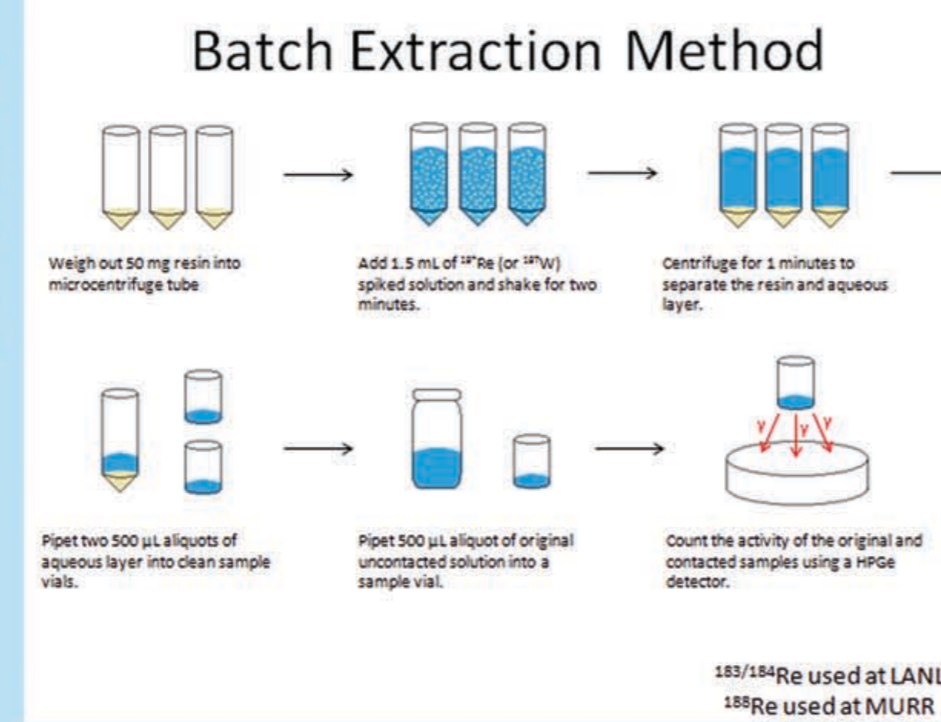 Batch Extraction Method
Weigh out 50 mg resin into
microcentrifuge tube
Add 1.5 mL of Re (or W)
spiked solution and shake for two
minutes.
Centrifuge for 1 minutes to
separate the resin and aqueous
layer.
Pipet two 500 µL aliquots of
aqueous layer into clean sample
vials.
Pipet 500 µL aliquot of original
uncontacted solution into a
sample vial.
γ γ γ
Count the activity of the original and
contacted samples using a HPGe
detector.
¹⁸³/¹⁸⁴Re used at LANL
¹⁸⁸Re used at MURR